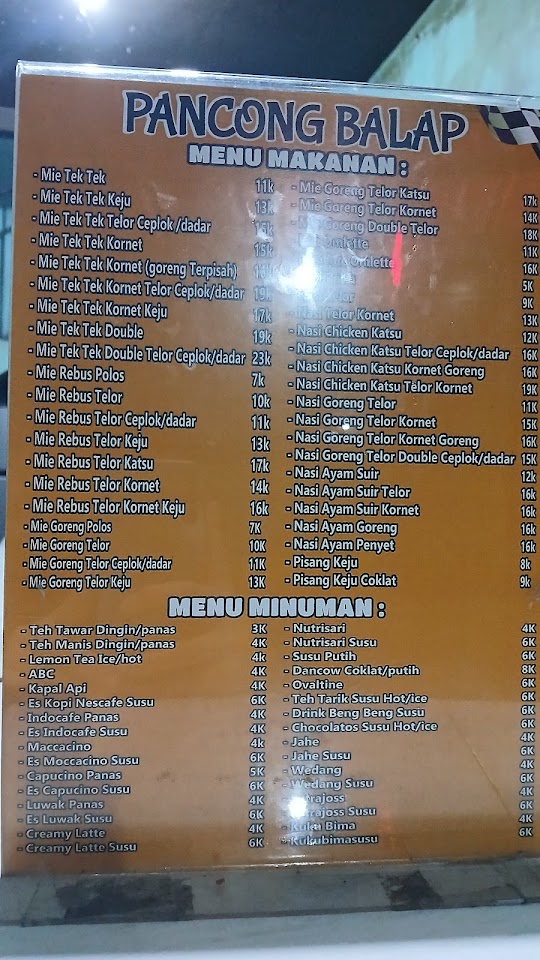 PANCONG BALAP
MENU MAKANAN :
- Mie Tek Tek 11k
- Mie Tek Tek Keju 13k
- Mie Tek Tek Telor Ceplok /dadar 15k
- Mie Tek Tek Kornet 15k
- Mie Tek Tek Kornet (goreng Terpisah)
- Mie Tek Tek Kornet Telor Ceplok/dadar 19k
- Mie Tek Tek Kornet Keju 17k
- Mie Tek Tek Double 19k
- Mie Tek Tek Double Telor Ceplok/dadar 23k
- Mie Rebus Polos 7k
- Mie Rebus Telor 10k
- Mie Rebus Telor Ceplok/dadar 11k
- Mie Rebus Telor Keju 13k
- Mie Rebus Telor Katsu 17k
- Mie Rebus Telor Kornet 14k
- Mie Rebus Telor Kornet Keju 16k
- Mie Goreng Polos 7K
- Mie Goreng Telor 10K
- Mie Goreng Telor Ceplok/dadar 11K
- Mie Goreng Telor Keju 13K
- Mie Goreng Telor Katsu 17k
- Mie Goreng Telor Kornet 14K
Goreng Double Telor 18K
11K
16K
5K
9K
Telor Kornet 13K
- Nasi Chicken Katsu 12K
- Nasi Chicken Katsu Telor Ceplok/dadar 16K
- Nasi Chicken Katsu Kornet Goreng 16K
- Nasi Chicken Katsu Telor Kornet 19K
- Nasi Goreng Telor 11K
- Nasi Goreng Telor Kornet 15K
- Nasi Goreng Telor Kornet Goreng 16K
- Nasi Goreng Telor Double Ceplok/dadar 15K
- Nasi Ayam Suir 12k
- Nasi Ayam Suir Telor 16k
- Nasi Ayam Suir Kornet 16k
- Nasi Ayam Goreng 16k
- Nasi Ayam Penyet 16k
- Pisang Keju 8k
- Pisang Keju Coklat 9k
MENU MINUMAN :
- Teh Tawar Dingin/panas 3K
- Teh Manis Dingin/panas 4K
- Lemon Tea Ice/hot 4k
- ABC 4K
- Kapal Api 4K
- Es Kopi Nescafe Susu 6K
- Indocafe Panas 4K
- Es Indocafe Susu 6K
- Maccacino 4k
- Es Moccacino Susu 6K
- Capucino Panas 5K
- Es Capucino Susu 6K
- Luwak Panas 4K
- Es Luwak Susu 6K
- Creamy Latte 4K
- Creamy Latte Susu 6K
- Nutrisari 4K
- Nutrisari Susu 6K
- Susu Putih 6K
- Dancow Coklat/putih 8K
- Ovaltine 6K
- Teh Tarik Susu Hot/ice 6K
- Drink Beng Beng Susu 6K
- Chocolatos Susu Hot/ice 6K
- Jahe 4K
- Jahe Susu 6K
- Wedang 4K
- Wedang Susu 6K
4K
Susu 6K
Bima 4K
- Kukubimasusu 6K